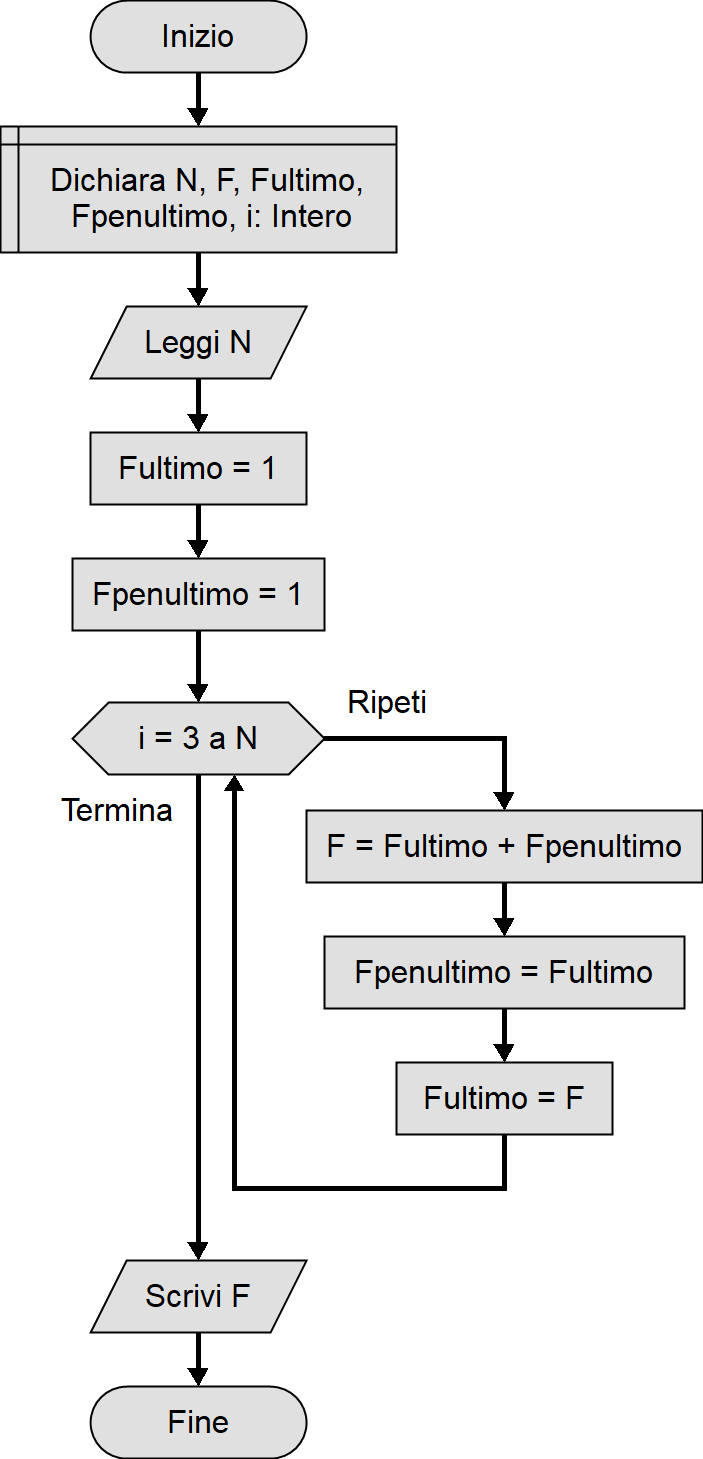 Inizio
Dichiara N, F, Fultimo,
Fpenultimo, i: Intero
Leggi N
Fultimo = 1
Fpenultimo = 1
i = 3 a N
Ripeti
Termina
F = Fultimo + Fpenultimo
Fpenultimo = Fultimo
Fultimo = F
Scrivi F
Fine